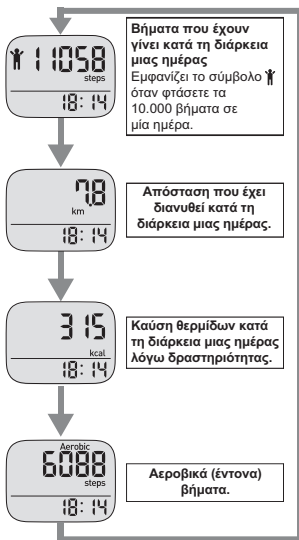 11058
steps
18:14
Βήματα που έχουν
γίνει κατά τη διάρκεια
μιας ημέρας
Εμφανίζει το σύμβολο
όταν φτάσετε τα
10.000 βήματα σε
μία ημέρα.
7.8
km
18:14
Απόσταση που έχει
διανυθεί κατά τη
διάρκεια μιας ημέρας.
315
kcal
18:14
Καύση θερμίδων κατά
τη διάρκεια μιας ημέρας
λόγω δραστηριότητας.
Aerobic
6088
steps
18:14
Αεροβικά (έντονα)
βήματα.